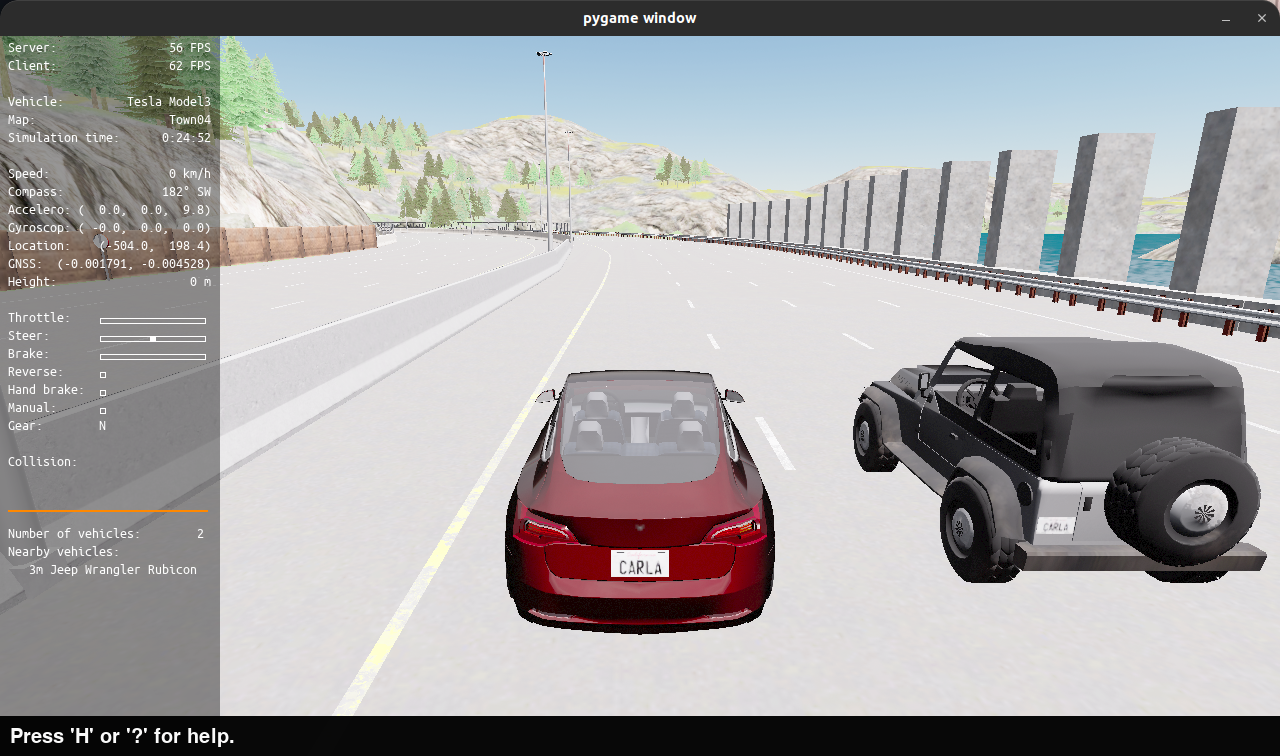 pygame window
Server: 56 FPS
Client: 62 FPS
Vehicle: Tesla Model3
Map: Town04
Simulation time: 0:24:52
Speed: 0 km/h
Compass: 182° SW
Accelero: ( 0.0, 0.0, 9.8)
Gyroscop: ( -0.0, 0.0, 0.0)
Location: (-504.0, 198.4)
GNSS: (-0.001791, -0.004528)
Height: 0 m
Throttle:
Steer:
Brake:
Reverse:
Hand brake:
Manual:
Gear: N
Collision:
Number of vehicles: 2
Nearby vehicles:
3m Jeep Wrangler Rubicon
CARLA
CARLA
Press 'H' or '?' for help.